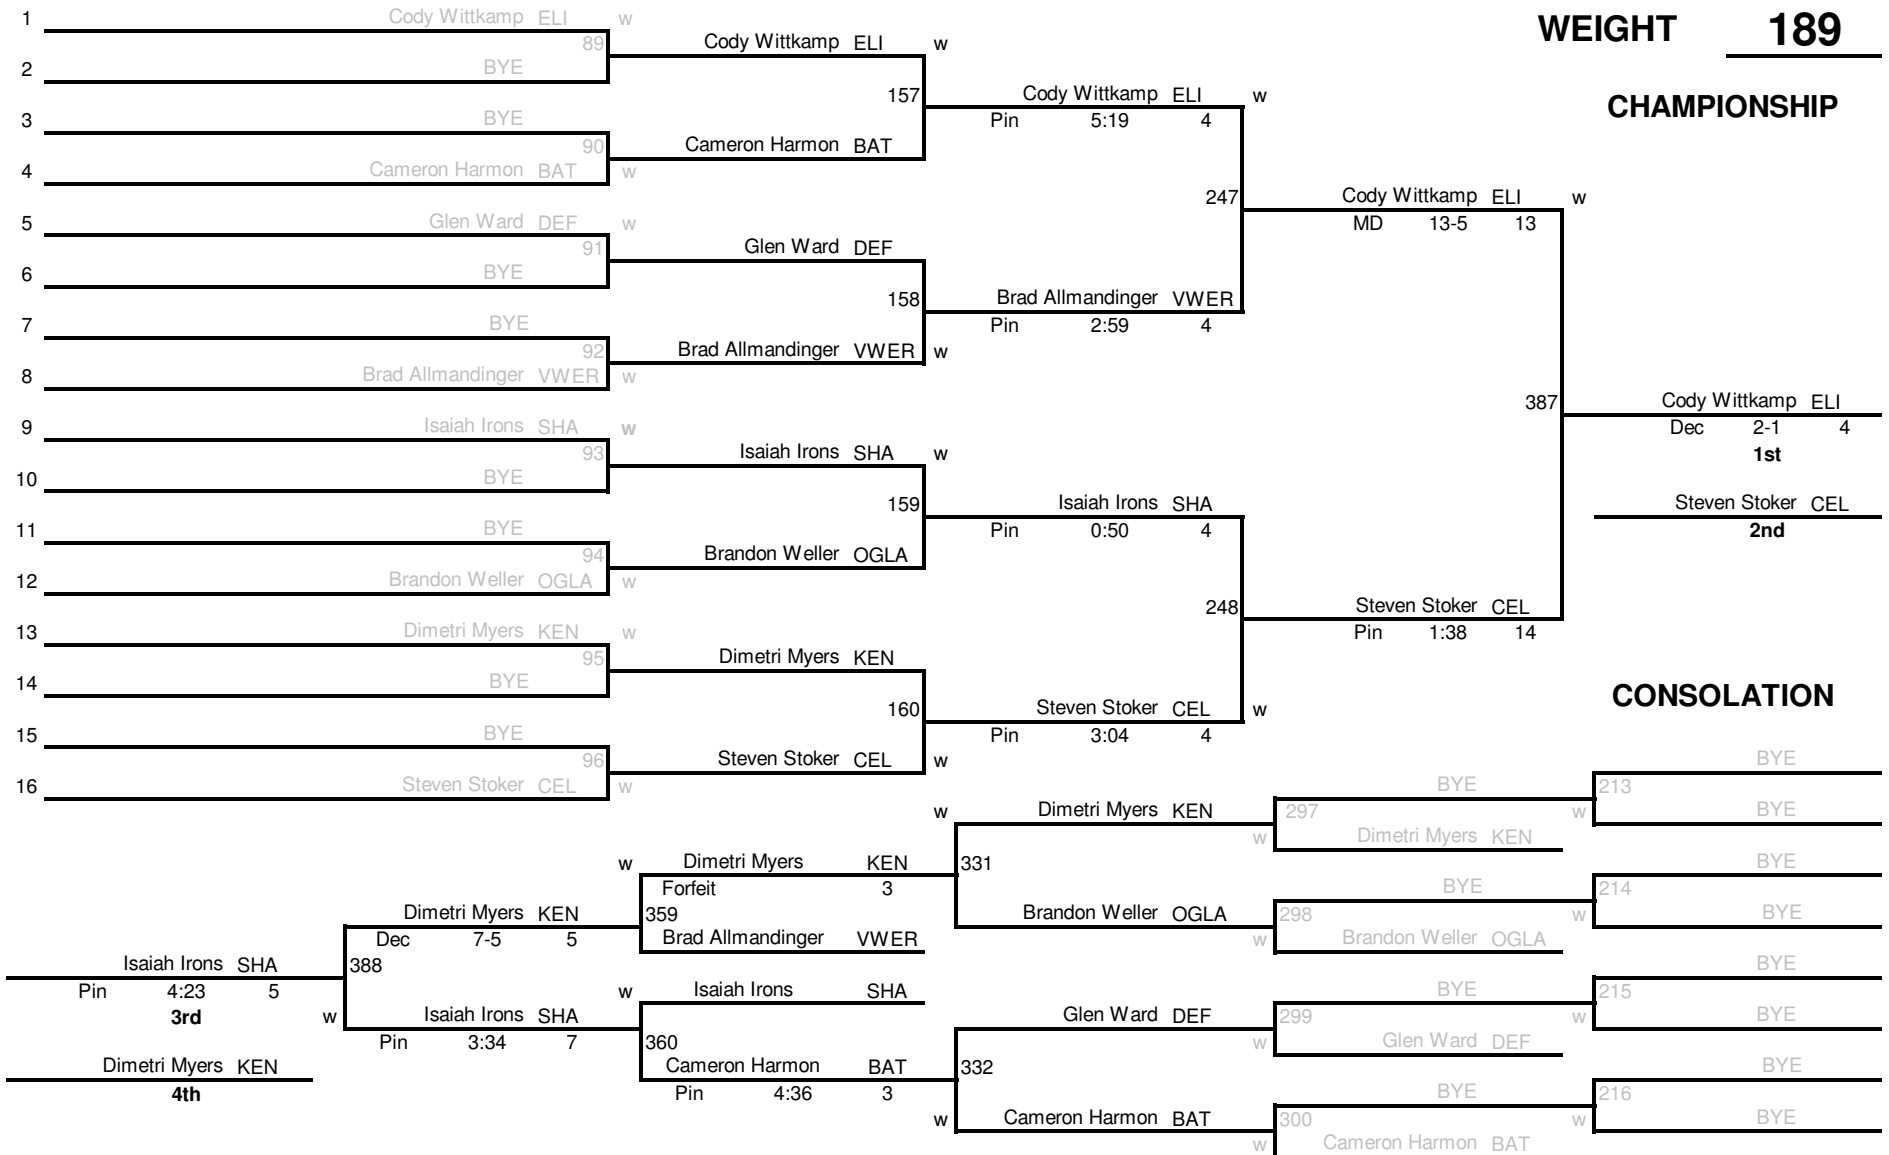 1 Cody Wittkamp ELI w
WEIGHT 189
89 Cody Wittkamp ELI w
2 BYE
157 Cody Wittkamp ELI w
CHAMPIONSHIP
3 BYE
Pin 5:19 4
90 Cameron Harmon BAT
4 Cameron Harmon BAT w
247 Cody Wittkamp ELI w
5 Glen Ward DEF w
MD 13-5 13
91 Glen Ward DEF
6 BYE
158 Brad Allmandinger VWER
7 BYE
Pin 2:59 4
92 Brad Allmandinger VWER w
8 Brad Allmandinger VWER w
387 Cody Wittkamp ELI
9 Isaiah Irons SHA w
Dec 2-1 4
93 Isaiah Irons SHA w
1st
10 BYE
159 Isaiah Irons SHA
Steven Stoker CEL
11 BYE
Pin 0:50 4
2nd
94 Brandon Weller OGLA
12 Brandon Weller OGLA w
248 Steven Stoker CEL
13 Dimetri Myers KEN w
Pin 1:38 14
95 Dimetri Myers KEN
14 BYE
CONSOLATION
160 Steven Stoker CEL w
15 BYE
Pin 3:04 4
96 Steven Stoker CEL w
BYE
16 Steven Stoker CEL w
BYE 213
w Dimetri Myers KEN 297 w BYE
w Dimetri Myers KEN
w Dimetri Myers KEN 331 BYE
Forfeit 3
BYE 214
Dimetri Myers KEN 359 Brandon Weller OGLA 298 w BYE
Dec 7-5 5 Brad Allmandinger VWER w Brandon Weller OGLA
Isaiah Irons SHA 388 BYE
Pin 4:23 5 w Isaiah Irons SHA BYE 215
3rd w Isaiah Irons SHA Glen Ward DEF 299 w BYE
Pin 3:34 7 360 w Glen Ward DEF
Dimetri Myers KEN Cameron Harmon BAT 332 BYE
4th Pin 4:36 3 BYE 216
w Cameron Harmon BAT 300 w BYE
w Cameron Harmon BAT